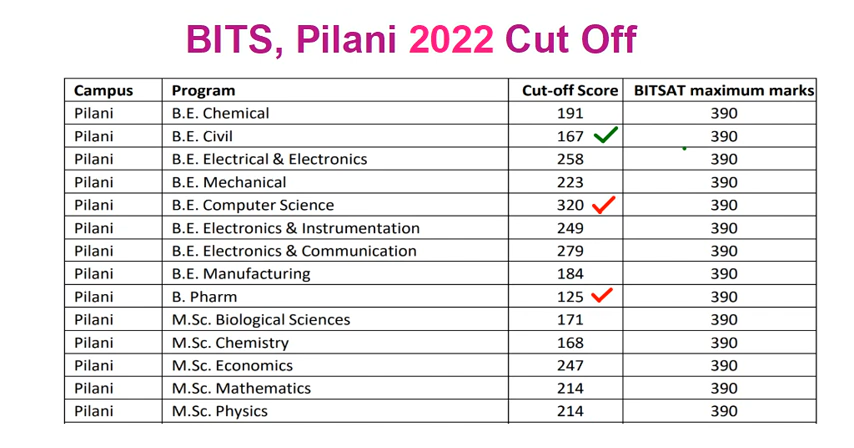 BITS, Pilani 2022 Cut Off
Campus Program Cut-off Score BITSAT maximum marks
Pilani B.E. Chemical 191 390
Pilani B.E. Civil 167 390
Pilani B.E. Electrical & Electronics 258 390
Pilani B.E. Mechanical 223 390
Pilani B.E. Computer Science 320 390
Pilani B.E. Electronics & Instrumentation 249 390
Pilani B.E. Electronics & Communication 279 390
Pilani B.E. Manufacturing 184 390
Pilani B. Pharm 125 390
Pilani M.Sc. Biological Sciences 171 390
Pilani M.Sc. Chemistry 168 390
Pilani M.Sc. Economics 247 390
Pilani M.Sc. Mathematics 214 390
Pilani M.Sc. Physics 214 390